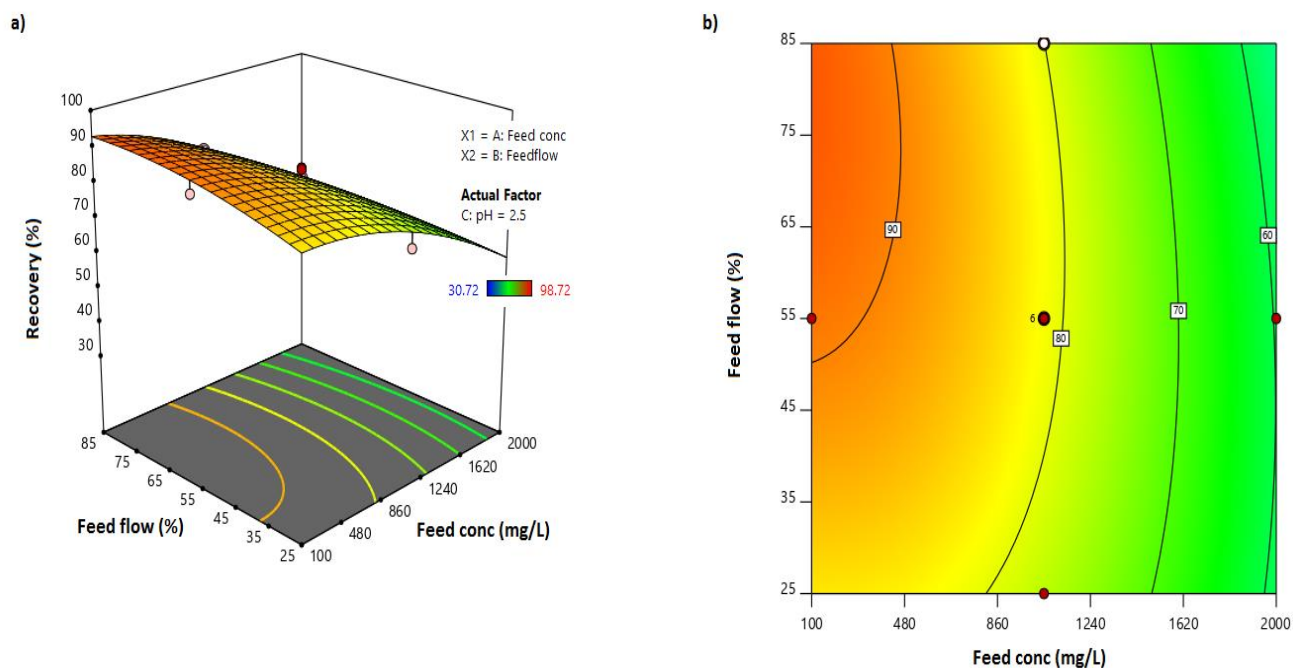 a)
100
90
80
70
60
50
40
30
Recovery (%)
X1 = A: Feed conc
X2 = B: Feedflow
Actual Factor
C: pH = 2.5
30.72 98.72
85
75
65
55
45
35
25
Feed flow (%)
100
480
860
1240
1620
2000
Feed conc (mg/L)
b)
85
75
65
55
45
35
25
Feed flow (%)
90
80
70
60
6
100 480 860 1240 1620 2000
Feed conc (mg/L)